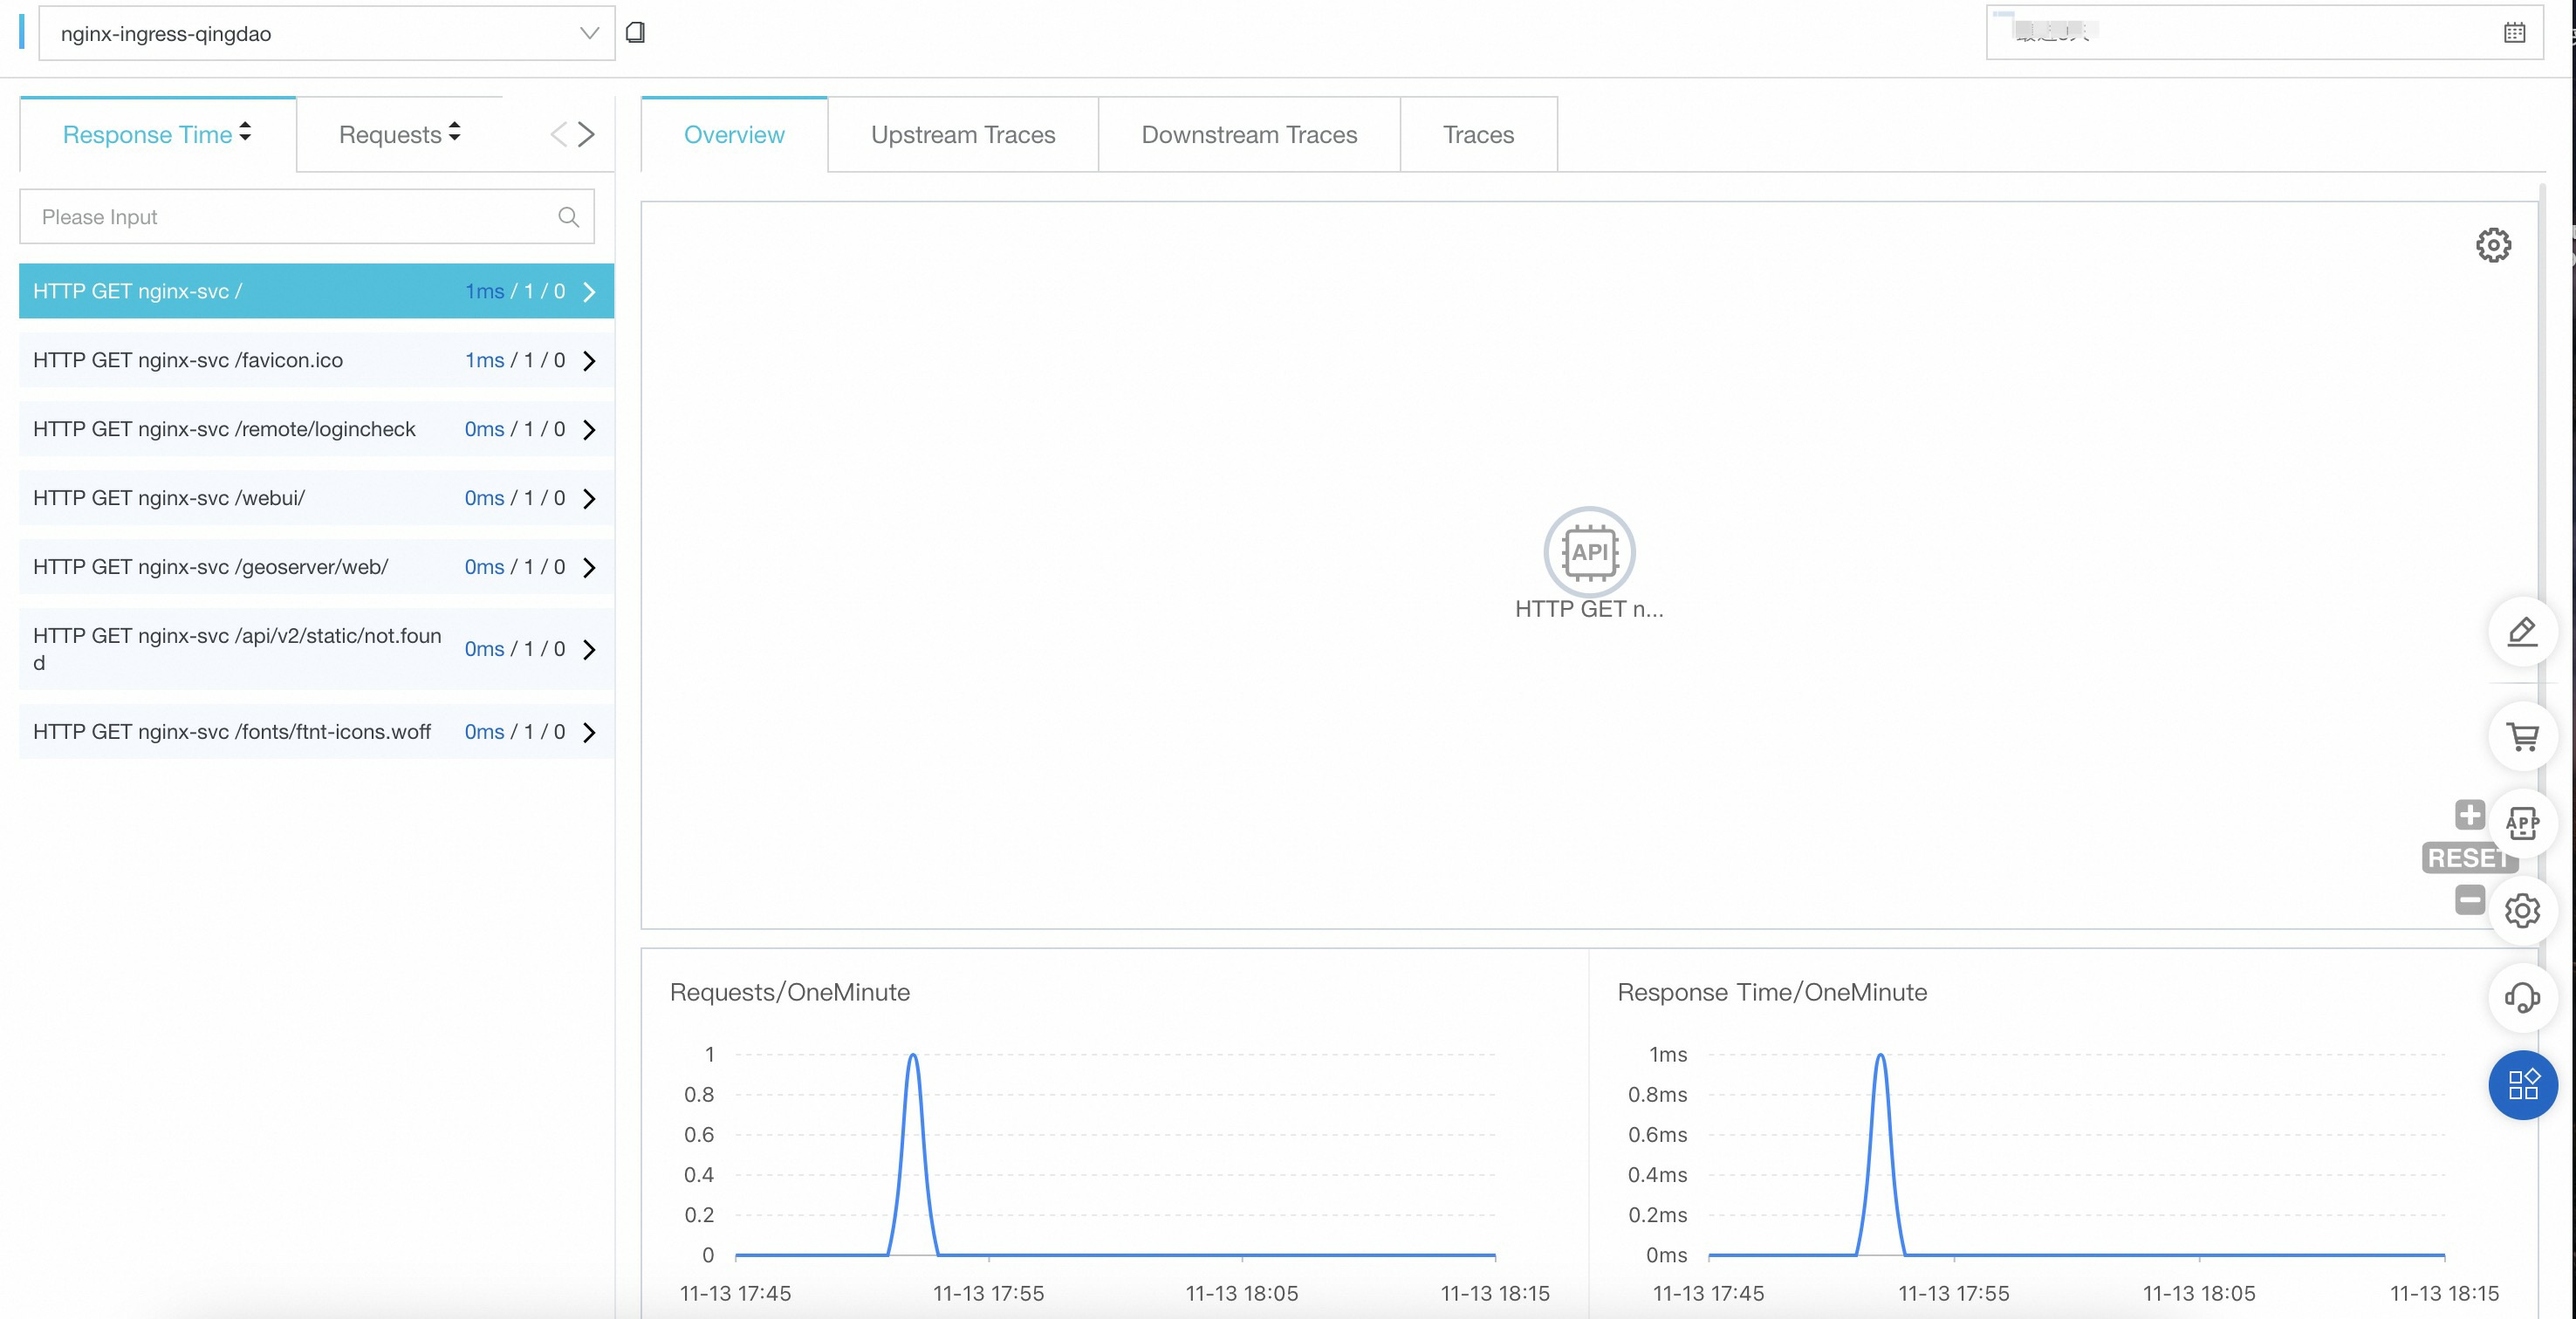 nginx-ingress-qingdao
Response Time
Requests
Overview
Upstream Traces
Downstream Traces
Traces
Please Input
HTTP GET nginx-svc / 1ms / 1 / 0
HTTP GET nginx-svc /favicon.ico 1ms / 1 / 0
HTTP GET nginx-svc /remote/logincheck 0ms / 1 / 0
HTTP GET nginx-svc /webui/ 0ms / 1 / 0
HTTP GET nginx-svc /geoserver/web/ 0ms / 1 / 0
HTTP GET nginx-svc /api/v2/static/not.foun
d
0ms / 1 / 0
HTTP GET nginx-svc /fonts/ftnt-icons.woff 0ms / 1 / 0
API
HTTP GET n...
APP
RESET
Requests/OneMinute
1
0.8
0.6
0.4
0.2
0
11-13 17:45 11-13 17:55 11-13 18:05 11-13 18:15
Response Time/OneMinute
1ms
0.8ms
0.6ms
0.4ms
0.2ms
0ms
11-13 17:45 11-13 17:55 11-13 18:05 11-13 18:15